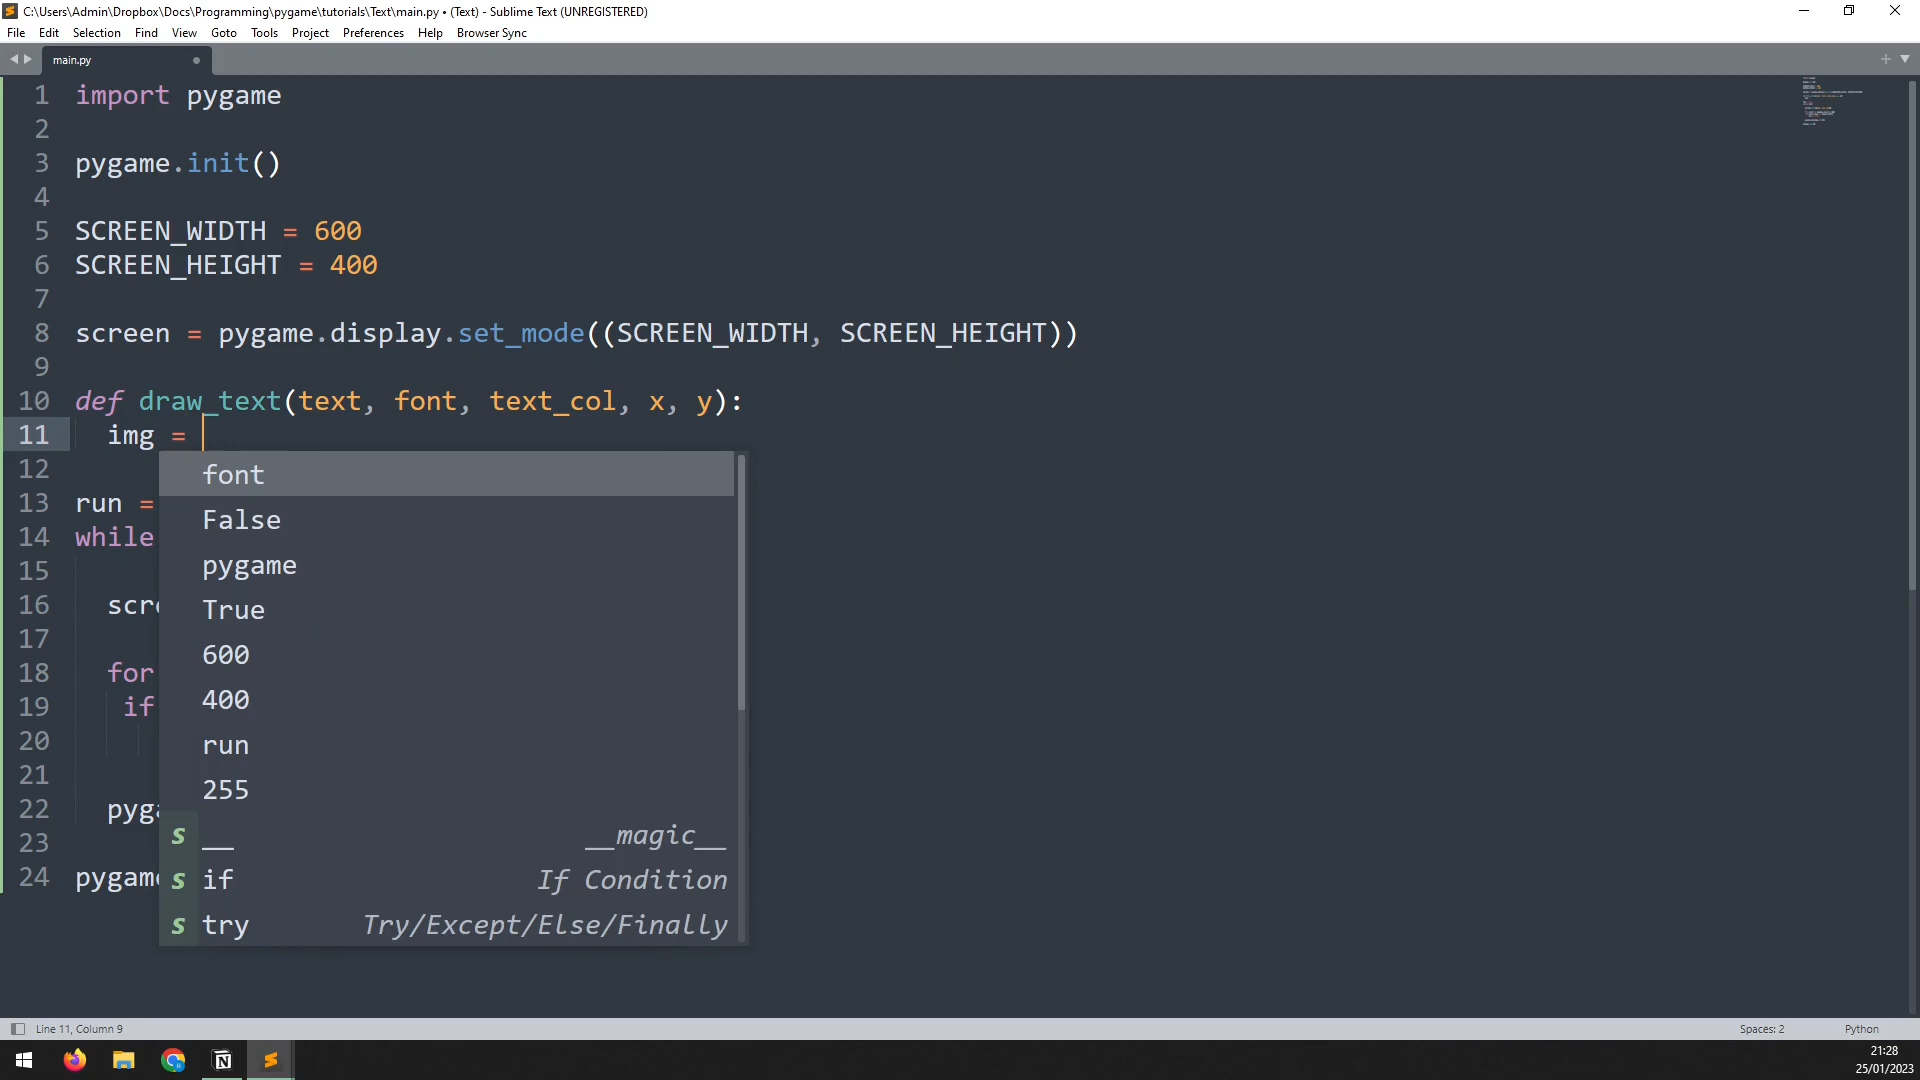 C:\Users\Admin\Dropbox\Docs\Programming\pygame\tutorials\Text\main.py • (Text) - Sublime Text (UNREGISTERED)
File Edit Selection Find View Goto Tools Project Preferences Help Browser Sync
main.py
1 import pygame
2
3 pygame.init()
4
5 SCREEN_WIDTH = 600
6 SCREEN_HEIGHT = 400
7
8 screen = pygame.display.set_mode((SCREEN_WIDTH, SCREEN_HEIGHT))
9
10 def draw_text(text, font, text_col, x, y):
11 img =
12 font
13 run = False
14 while pygame
15
16 True
17 600
18 for 400
19 if run
20
21 255
22 __ __magic__
23
24 if If Condition
try Try/Except/Else/Finally
Line 11, Column 9 Spaces: 2 Python
21:28
25/01/2023